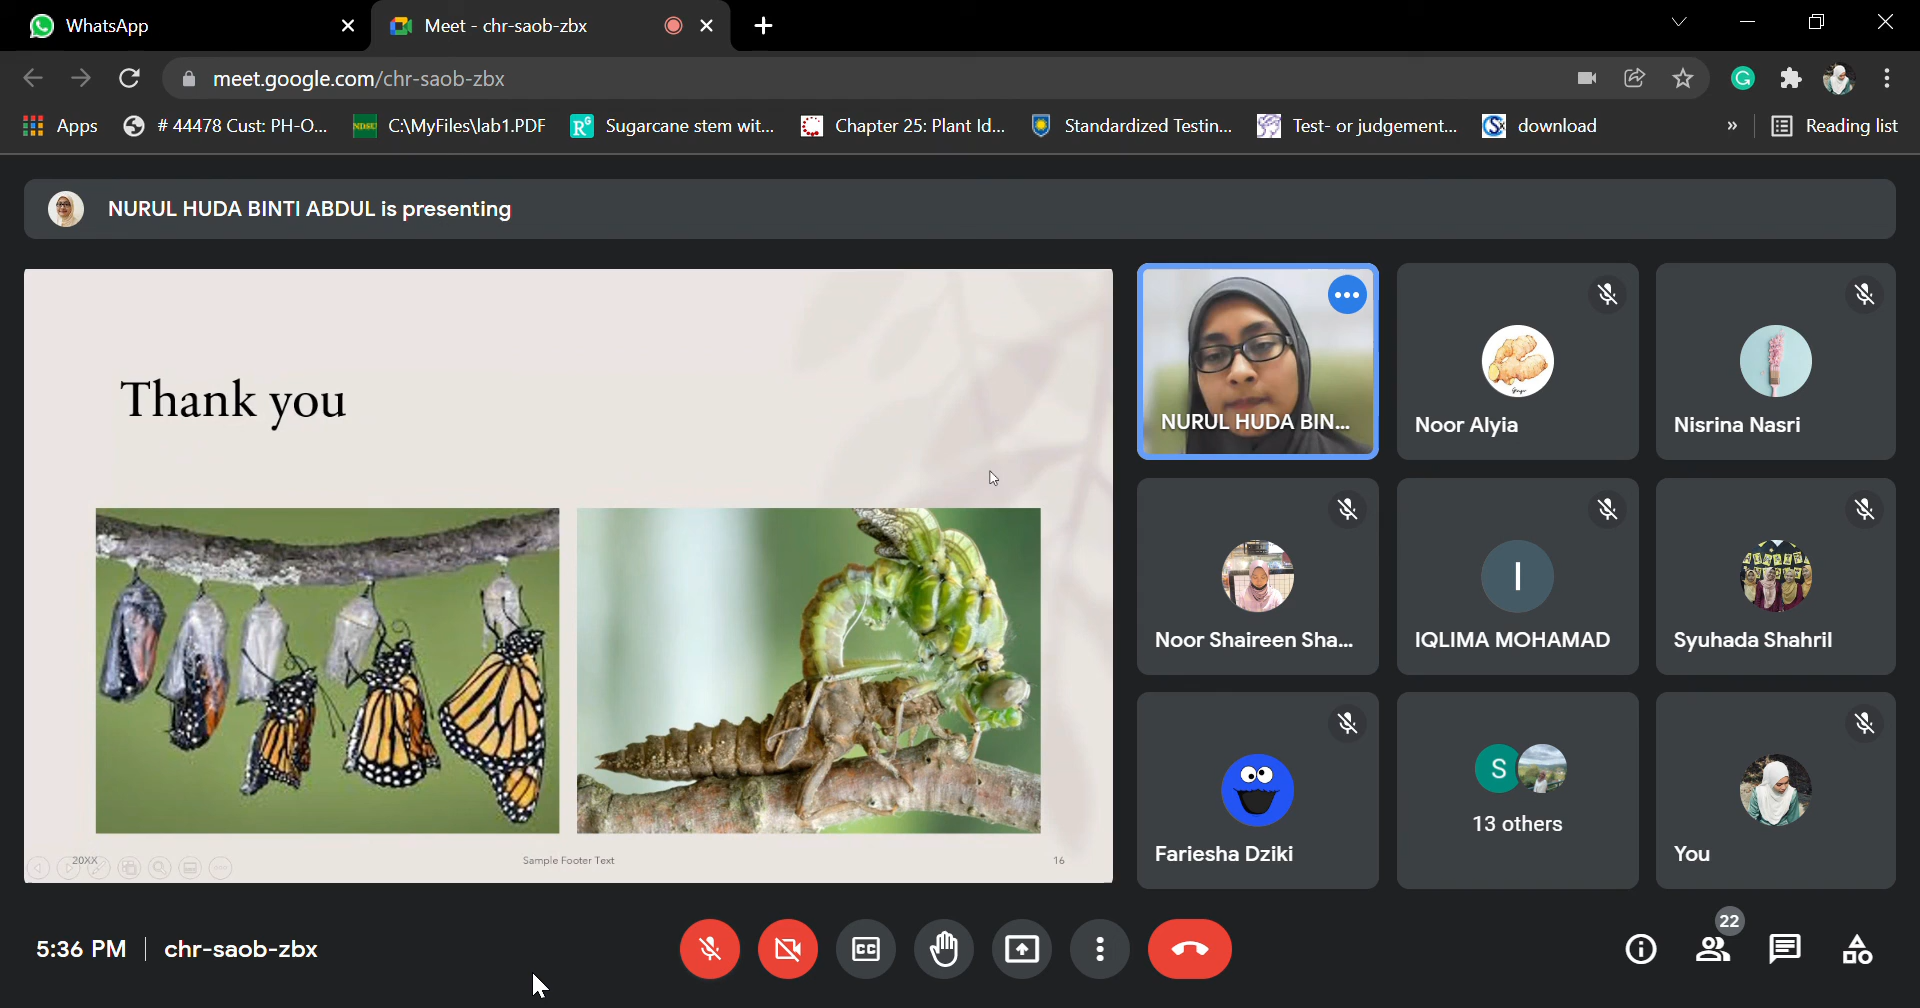 WhatsApp
Meet - chr-saob-zbx
meet.google.com/chr-saob-zbx
Apps
# 44478 Cust: PH-O...
NDSU
C:\MyFiles\lab1.PDF
RG
Sugarcane stem wit...
Chapter 25: Plant Id...
Standardized Testin...
Test- or judgement...
download
»
Reading list
NURUL HUDA BINTI ABDUL is presenting
Thank you
20XX
Sample Footer Text
16
NURUL HUDA BIN...
Noor Alyia
Nisrina Nasri
Noor Shaireen Sha...
I
IQLIMA MOHAMAD
Syuhada Shahril
Fariesha Dziki
S
13 others
You
5:36 PM
chr-saob-zbx
CC
22